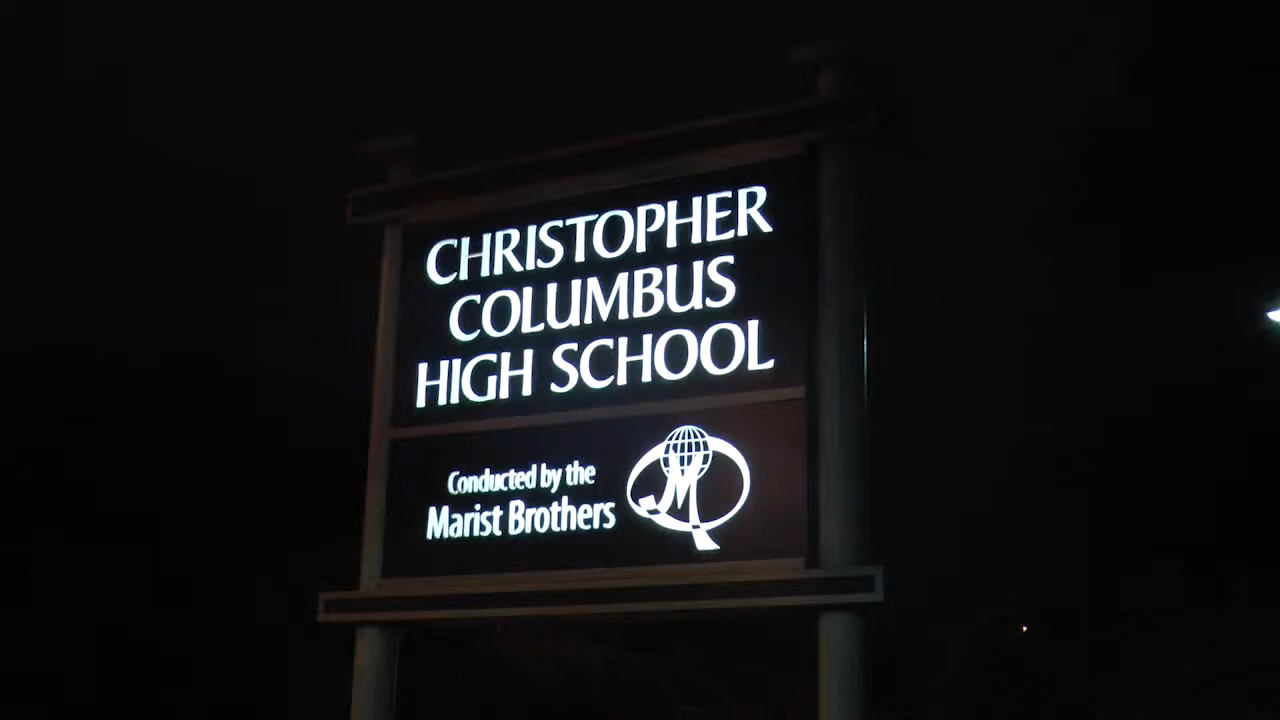 CHRISTOPHER
COLUMBUS
HIGH SCHOOL
Conducted by the
Marist Brothers